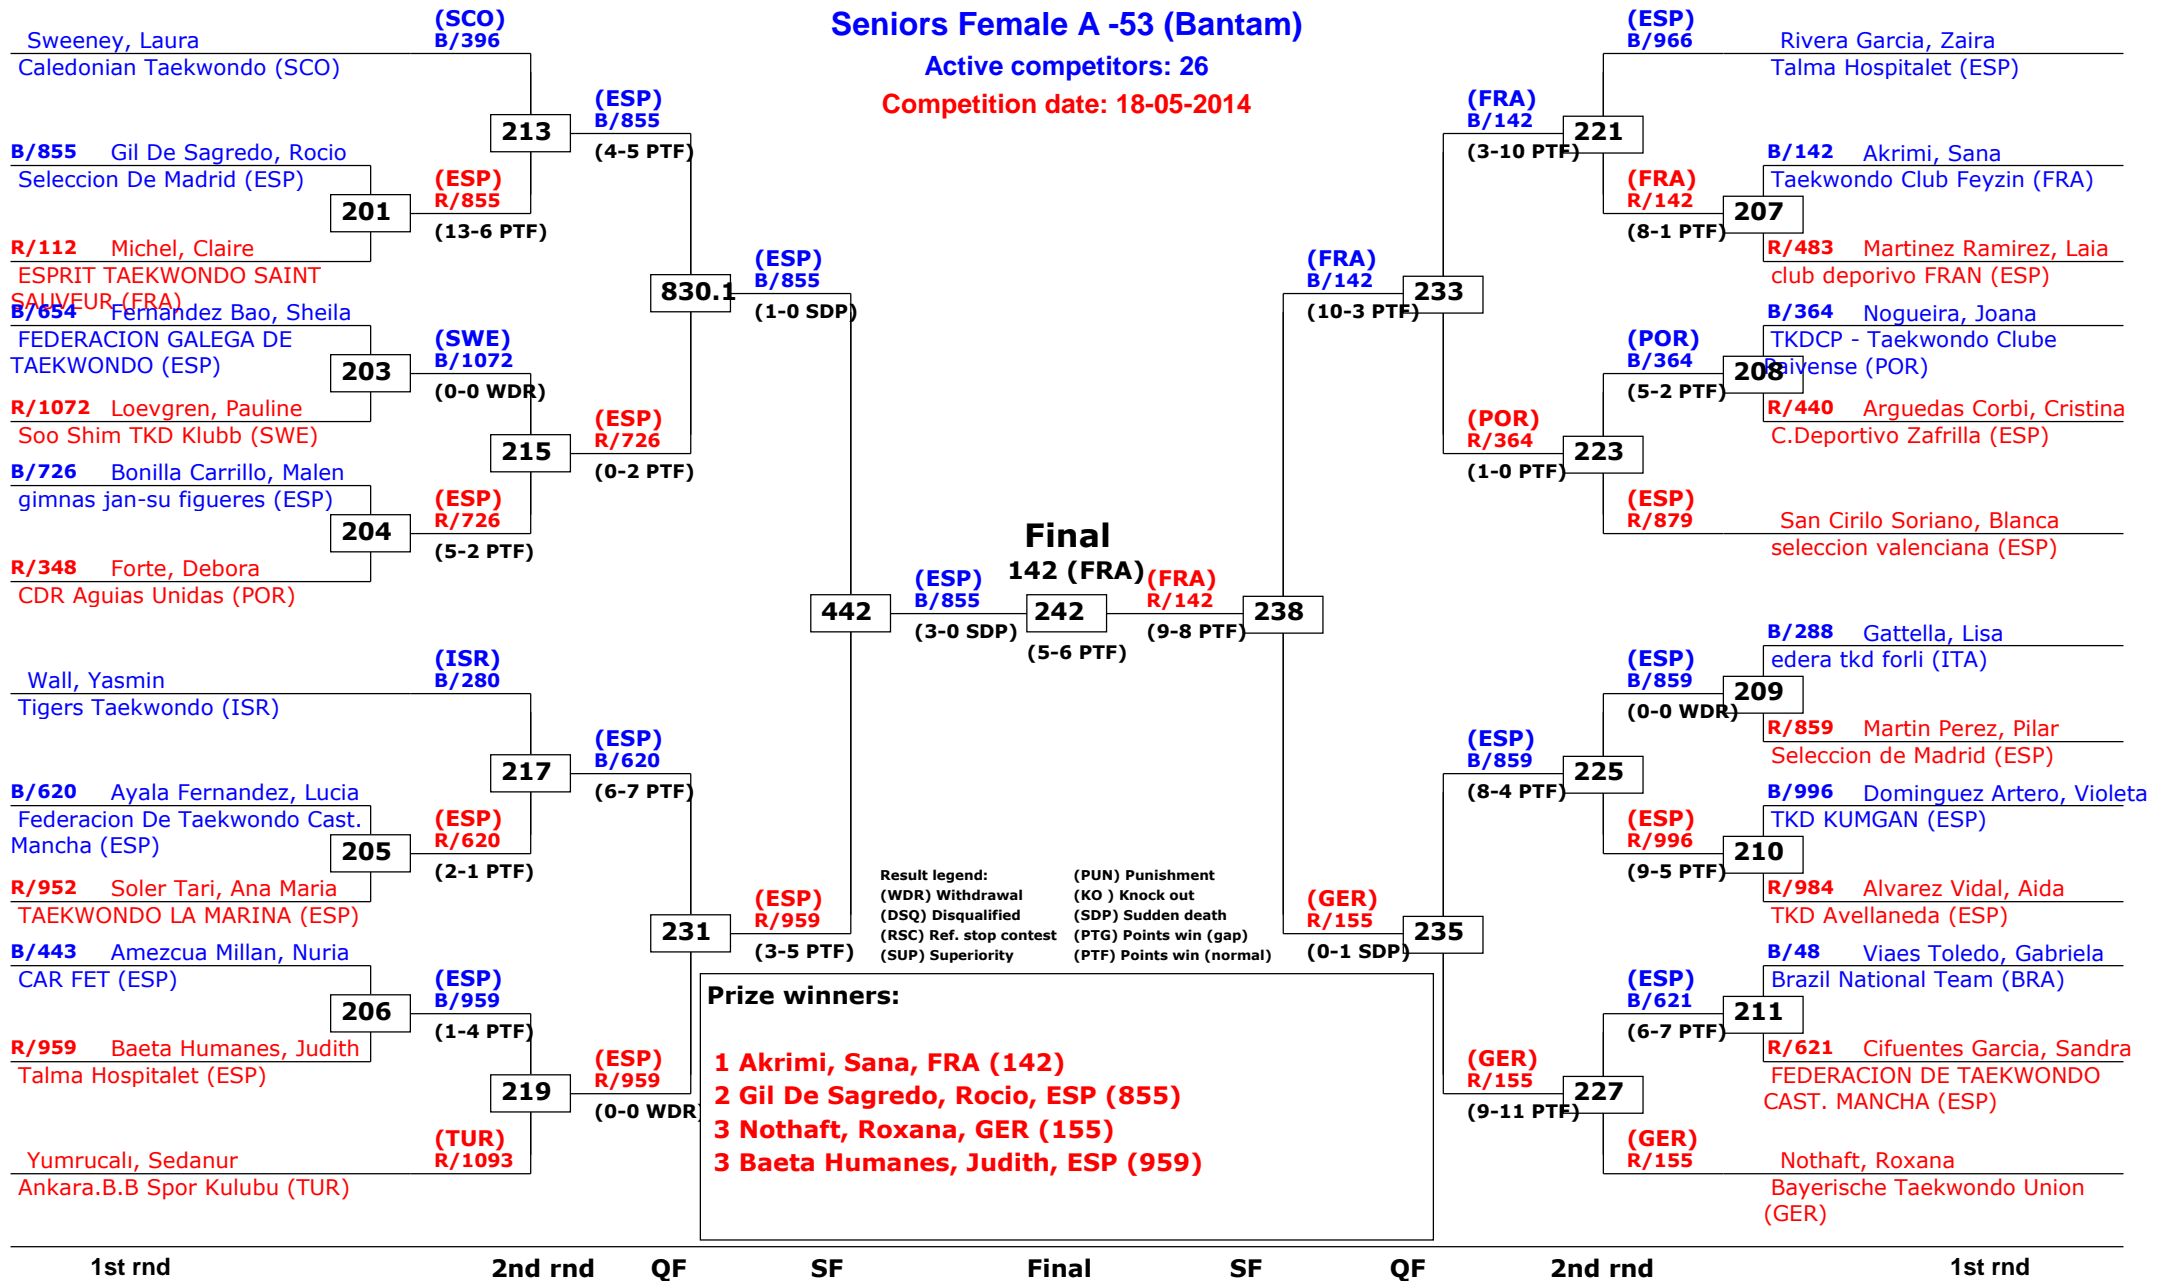 Seniors Female A -53 (Bantam)
Active competitors: 26
Competition date: 18-05-2014
Sweeney, Laura
Caledonian Taekwondo (SCO)
(SCO)
B/396
B/855 Gil De Sagredo, Rocio
Seleccion De Madrid (ESP)
201
R/112 Michel, Claire
ESPRIT TAEKWONDO SAINT
SAUVEUR (FRA)
(ESP)
R/855
(13-6 PTF)
213
(ESP)
B/855
(4-5 PTF)
B/654 Fernandez Bao, Sheila
FEDERACION GALEGA DE
TAEKWONDO (ESP)
203
R/1072 Loevgren, Pauline
Soo Shim TKD Klubb (SWE)
(SWE)
B/1072
(0-0 WDR)
B/726 Bonilla Carrillo, Malen
gimnas jan-su figueres (ESP)
204
R/348 Forte, Debora
CDR Aguias Unidas (POR)
(ESP)
R/726
(5-2 PTF)
215
(ESP)
R/726
(0-2 PTF)
830.1
(ESP)
B/855
(1-0 SDP)
Wall, Yasmin
Tigers Taekwondo (ISR)
(ISR)
B/280
B/620 Ayala Fernandez, Lucia
Federacion De Taekwondo Cast.
Mancha (ESP)
205
R/952 Soler Tari, Ana Maria
TAEKWONDO LA MARINA (ESP)
(ESP)
R/620
(2-1 PTF)
217
(ESP)
B/620
(6-7 PTF)
B/443 Amezcua Millan, Nuria
CAR FET (ESP)
206
R/959 Baeta Humanes, Judith
Talma Hospitalet (ESP)
(ESP)
B/959
(1-4 PTF)
Yumrucalı, Sedanur
Ankara.B.B Spor Kulubu (TUR)
(TUR)
R/1093
219
(ESP)
R/959
(0-0 WDR)
231
(ESP)
R/959
(3-5 PTF)
442
(ESP)
B/855
(3-0 SDP)
Final
142 (FRA)
242
(5-6 PTF)
(FRA)
R/142
(9-8 PTF)
238
(FRA)
B/142
(10-3 PTF)
233
(FRA)
B/142
(3-10 PTF)
221
(ESP)
B/966
Rivera Garcia, Zaira
Talma Hospitalet (ESP)
(FRA)
R/142
(8-1 PTF)
207
B/142 Akrimi, Sana
Taekwondo Club Feyzin (FRA)
R/483 Martinez Ramirez, Laia
club deporivo FRAN (ESP)
(POR)
R/364
(1-0 PTF)
223
(POR)
B/364
(5-2 PTF)
208
B/364 Nogueira, Joana
TKDCP - Taekwondo Clube
Paivense (POR)
R/440 Arguedas Corbi, Cristina
C.Deportivo Zafrilla (ESP)
(ESP)
R/879
San Cirilo Soriano, Blanca
seleccion valenciana (ESP)
(GER)
R/155
(0-1 SDP)
235
(ESP)
B/859
(8-4 PTF)
225
(ESP)
B/859
(0-0 WDR)
209
B/288 Gattella, Lisa
edera tkd forli (ITA)
R/859 Martin Perez, Pilar
Seleccion de Madrid (ESP)
(ESP)
R/996
(9-5 PTF)
210
B/996 Dominguez Artero, Violeta
TKD KUMGAN (ESP)
R/984 Alvarez Vidal, Aida
TKD Avellaneda (ESP)
(GER)
R/155
(9-11 PTF)
227
(ESP)
B/621
(6-7 PTF)
211
B/48 Viaes Toledo, Gabriela
Brazil National Team (BRA)
R/621 Cifuentes Garcia, Sandra
FEDERACION DE TAEKWONDO
CAST. MANCHA (ESP)
(GER)
R/155
Nothaft, Roxana
Bayerische Taekwondo Union
(GER)
Result legend:
(WDR) Withdrawal
(DSQ) Disqualified
(RSC) Ref. stop contest
(SUP) Superiority
(PUN) Punishment
(KO ) Knock out
(SDP) Sudden death
(PTG) Points win (gap)
(PTF) Points win (normal)
Prize winners:
1 Akrimi, Sana, FRA (142)
2 Gil De Sagredo, Rocio, ESP (855)
3 Nothaft, Roxana, GER (155)
3 Baeta Humanes, Judith, ESP (959)
1st rnd 2nd rnd QF SF Final SF QF 2nd rnd 1st rnd